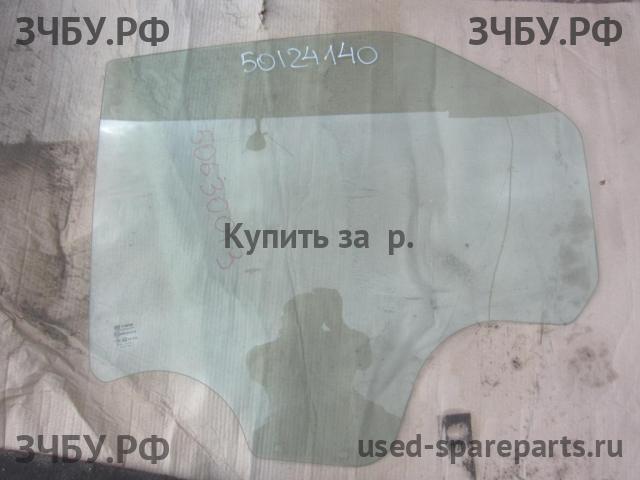 ЗЧБУ.РФ ЗЧБУ.РФ
50124140
Купить за р.
ЗЧБУ.РФ used-spareparts.ru